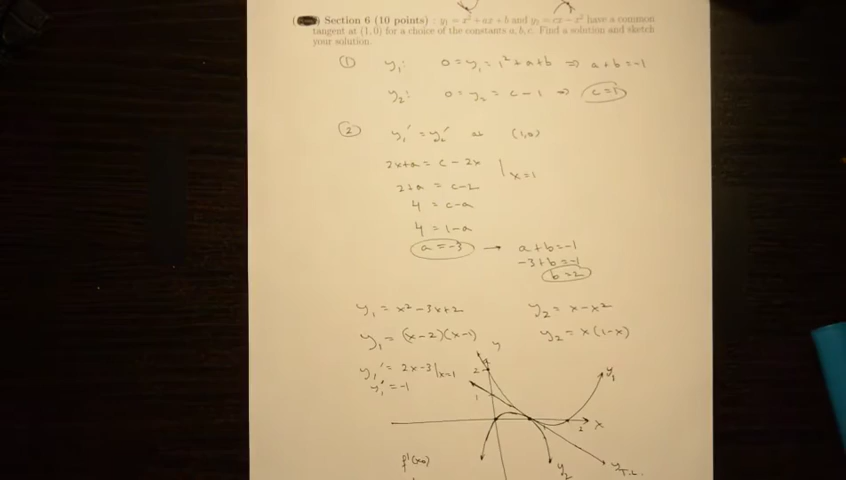 Section 6 (10 points) : y₁ = x² + ax + b and y₂ = cx − x² have a common
tangent at (1, 0) for a choice of the constants a, b, c. Find a solution and sketch
your solution.
① y₁: 0 = y₁ = 1² + a + b ⇒ a + b = -1
y₂: 0 = y₂ = c - 1 ⇒ c = 1
② y₁' = y₂' at (1,0)
2x+a = c - 2x |x=1
2+a = c-2
4 = c-a
4 = 1-a
a = -3 → a+b=-1
-3+b=-1
b=2
y₁ = x²-3x+2 y₂ = x-x²
y₁ = (x-2)(x-1) y₂ = x(1-x)
y₁' = 2x-3|x=1
y₁' = -1
y
2
1
y₁
x
2
y₂
y T.L.
f'(x₀)